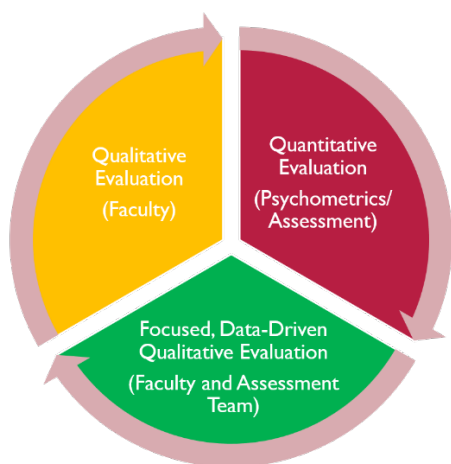 Qualitative
Evaluation
(Faculty)
Quantitative
Evaluation
(Psychometrics/
Assessment)
Focused, Data-Driven
Qualitative Evaluation
(Faculty and Assessment
Team)